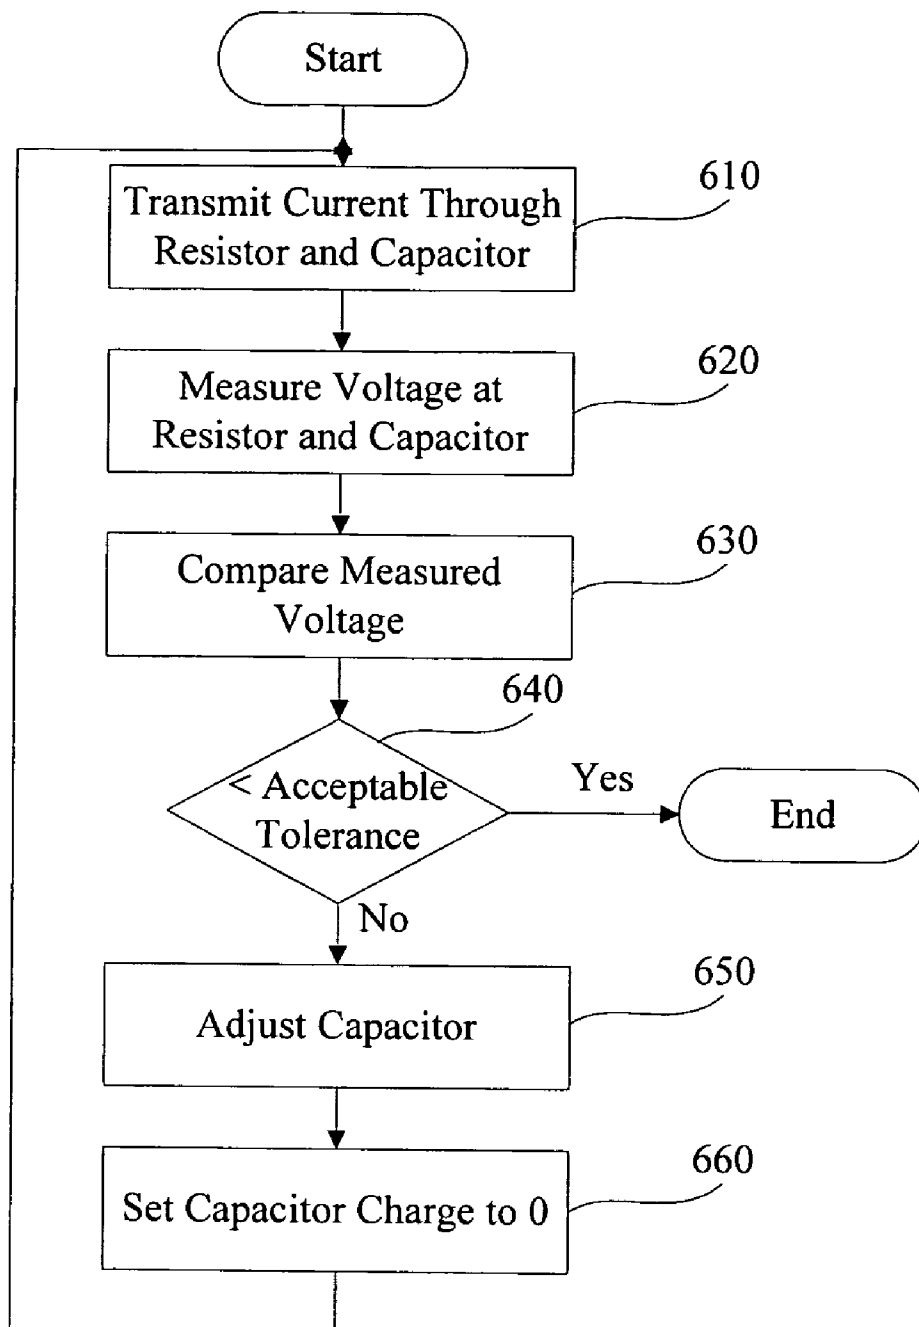 Start
610
Transmit Current Through
Resistor and Capacitor
620
Measure Voltage at
Resistor and Capacitor
630
Compare Measured
Voltage
640
< Acceptable
Tolerance
Yes
End
No
650
Adjust Capacitor
660
Set Capacitor Charge to 0